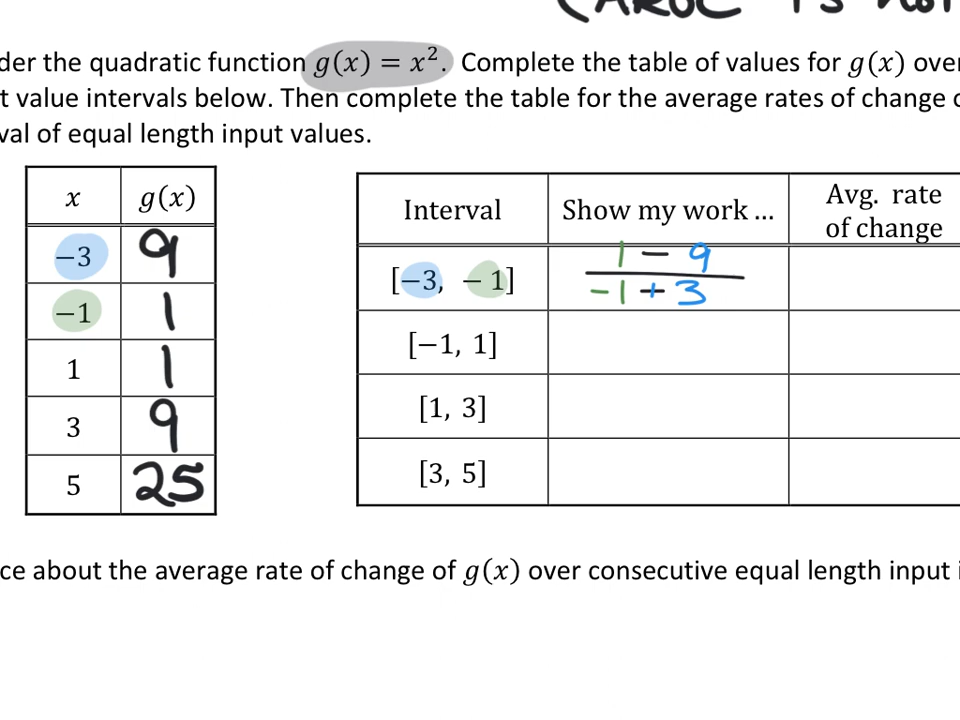 (AROC is
der the quadratic function g(x) = x². Complete the table of values for g(x) over
t value intervals below. Then complete the table for the average rates of change
val of equal length input values.
x g(x)
−3 9
−1 1
1 1
3 9
5 25
Interval Show my work ... Avg. rate of change
[−3, −1] 1 − 9 / −1 + 3
[−1, 1]
[1, 3]
[3, 5]
ce about the average rate of change of g(x) over consecutive equal length input